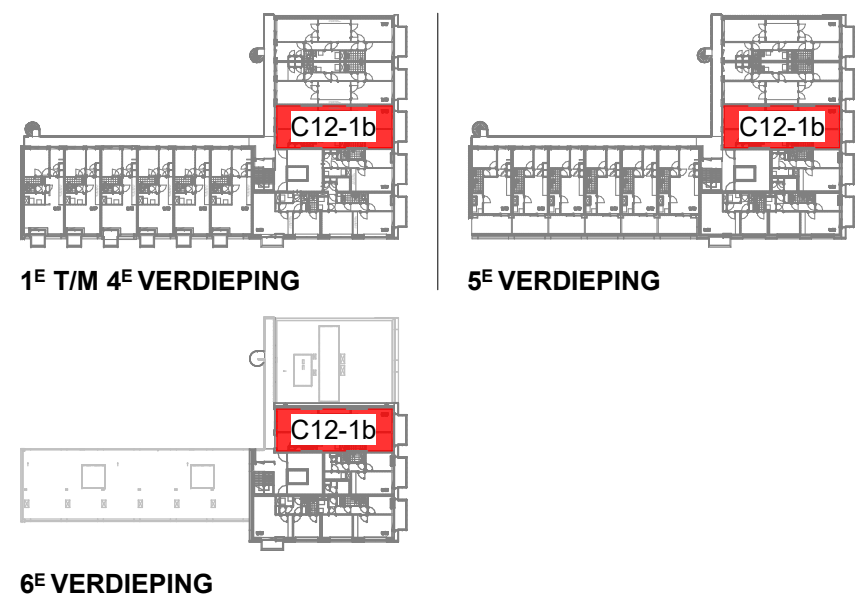 C12-1b
C12-1b
1E T/M 4E VERDIEPING
5E VERDIEPING
C12-1b
6E VERDIEPING